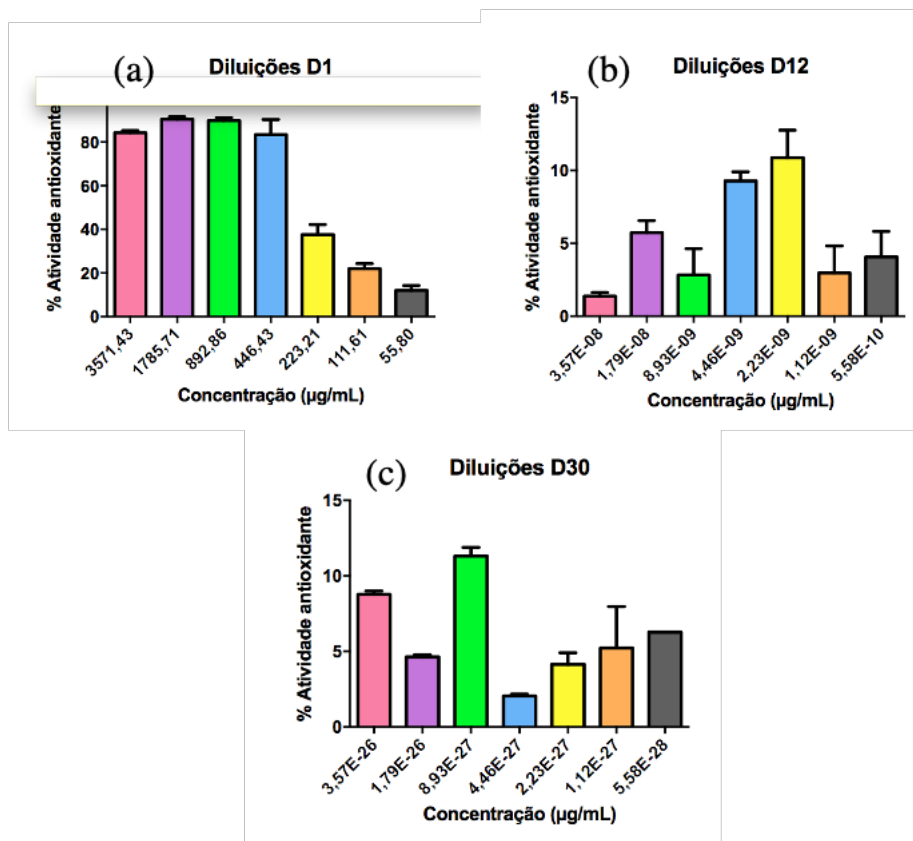 (a)
Diluições D1
% Atividade antioxidante
80
60
40
20
0
3571,43
1785,71
892,86
446,43
223,21
111,61
55,80
Concentração (µg/mL)
(b)
Diluições D12
% Atividade antioxidante
15
10
5
0
3,57E-08
1,79E-08
8,93E-09
4,46E-09
2,23E-09
1,12E-09
5,58E-10
Concentração (µg/mL)
(c)
Diluições D30
% Atividade antioxidante
15
10
5
0
3,57E-26
1,79E-26
8,93E-27
4,46E-27
2,23E-27
1,12E-27
5,58E-28
Concentração (µg/mL)